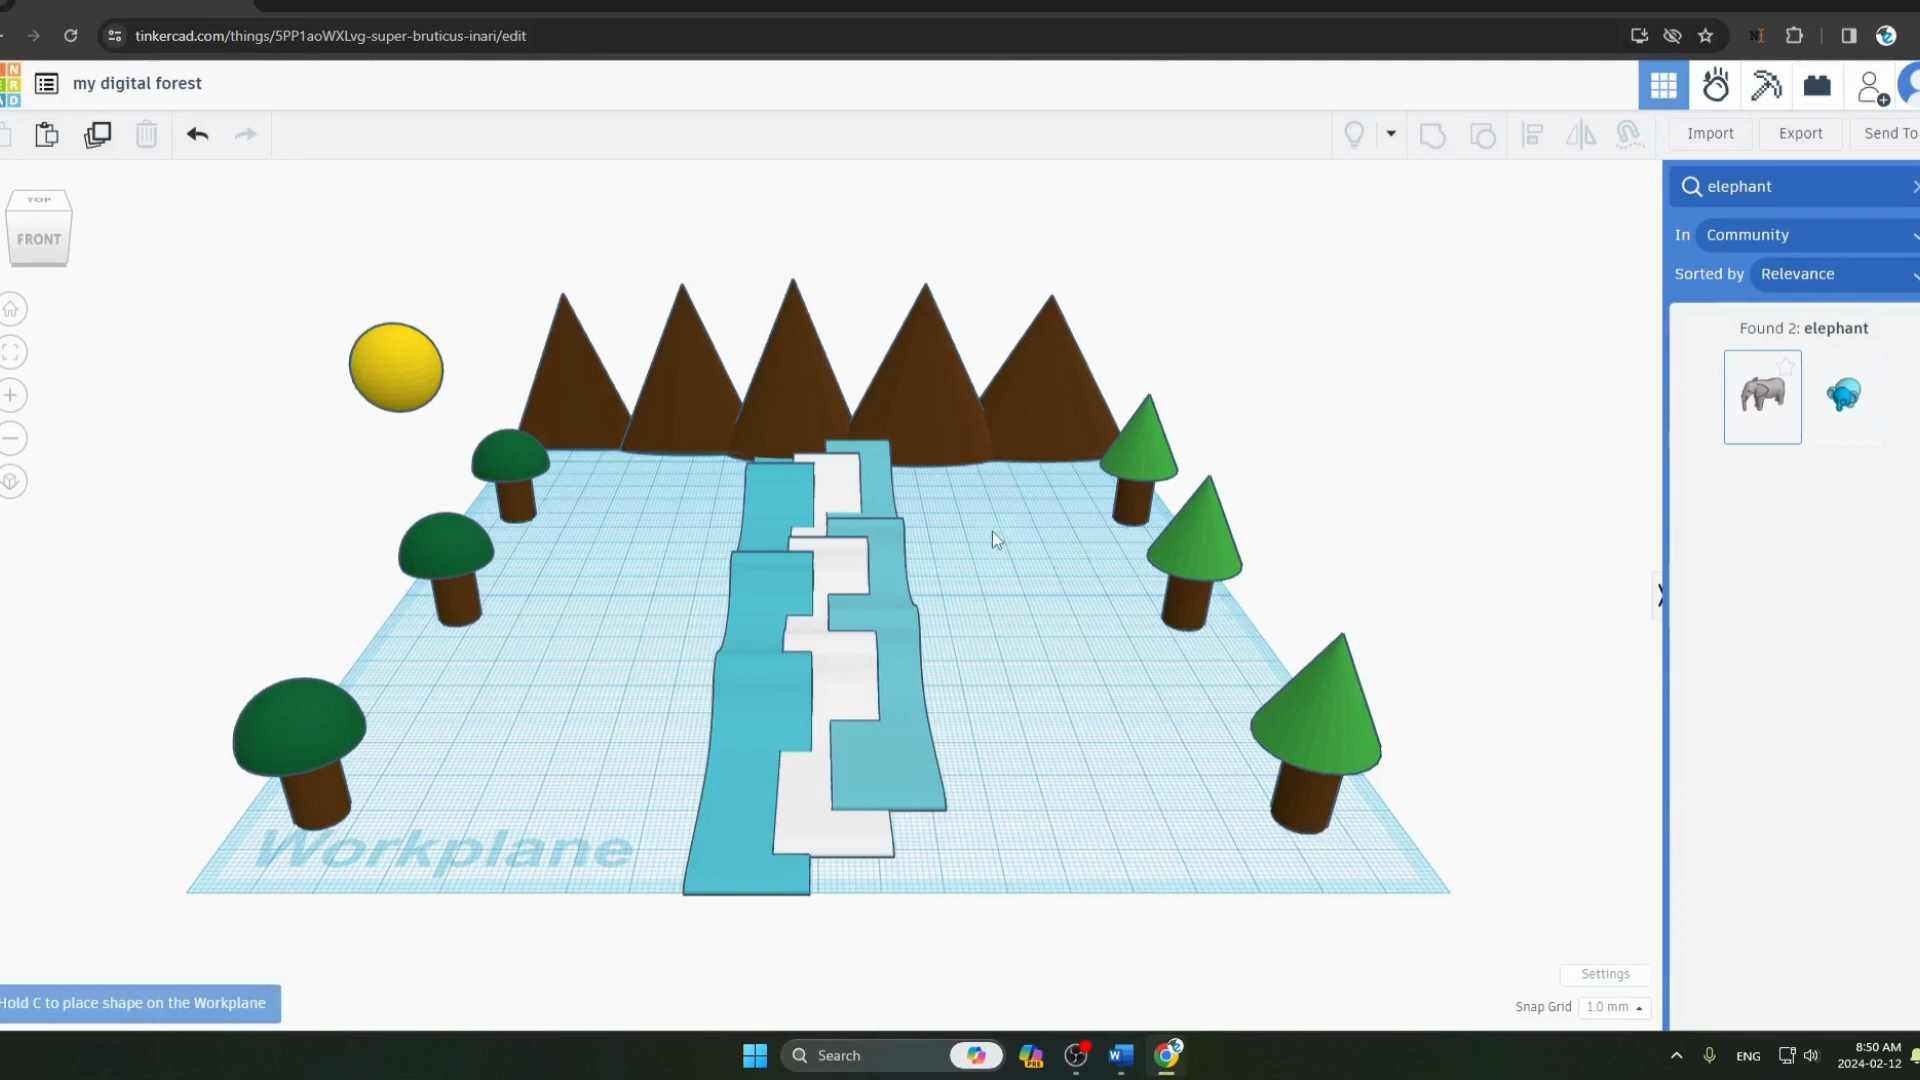 tinkercad.com/things/5PP1aoWXLvg-super-bruticus-inari/edit
my digital forest
Import
Export
Send To
TOP
FRONT
elephant
In Community
Sorted by Relevance
Found 2: elephant
Workplane
Settings
Snap Grid 1.0 mm
Hold C to place shape on the Workplane
Search
PRE
W
ENG
8:50 AM
2024-02-12